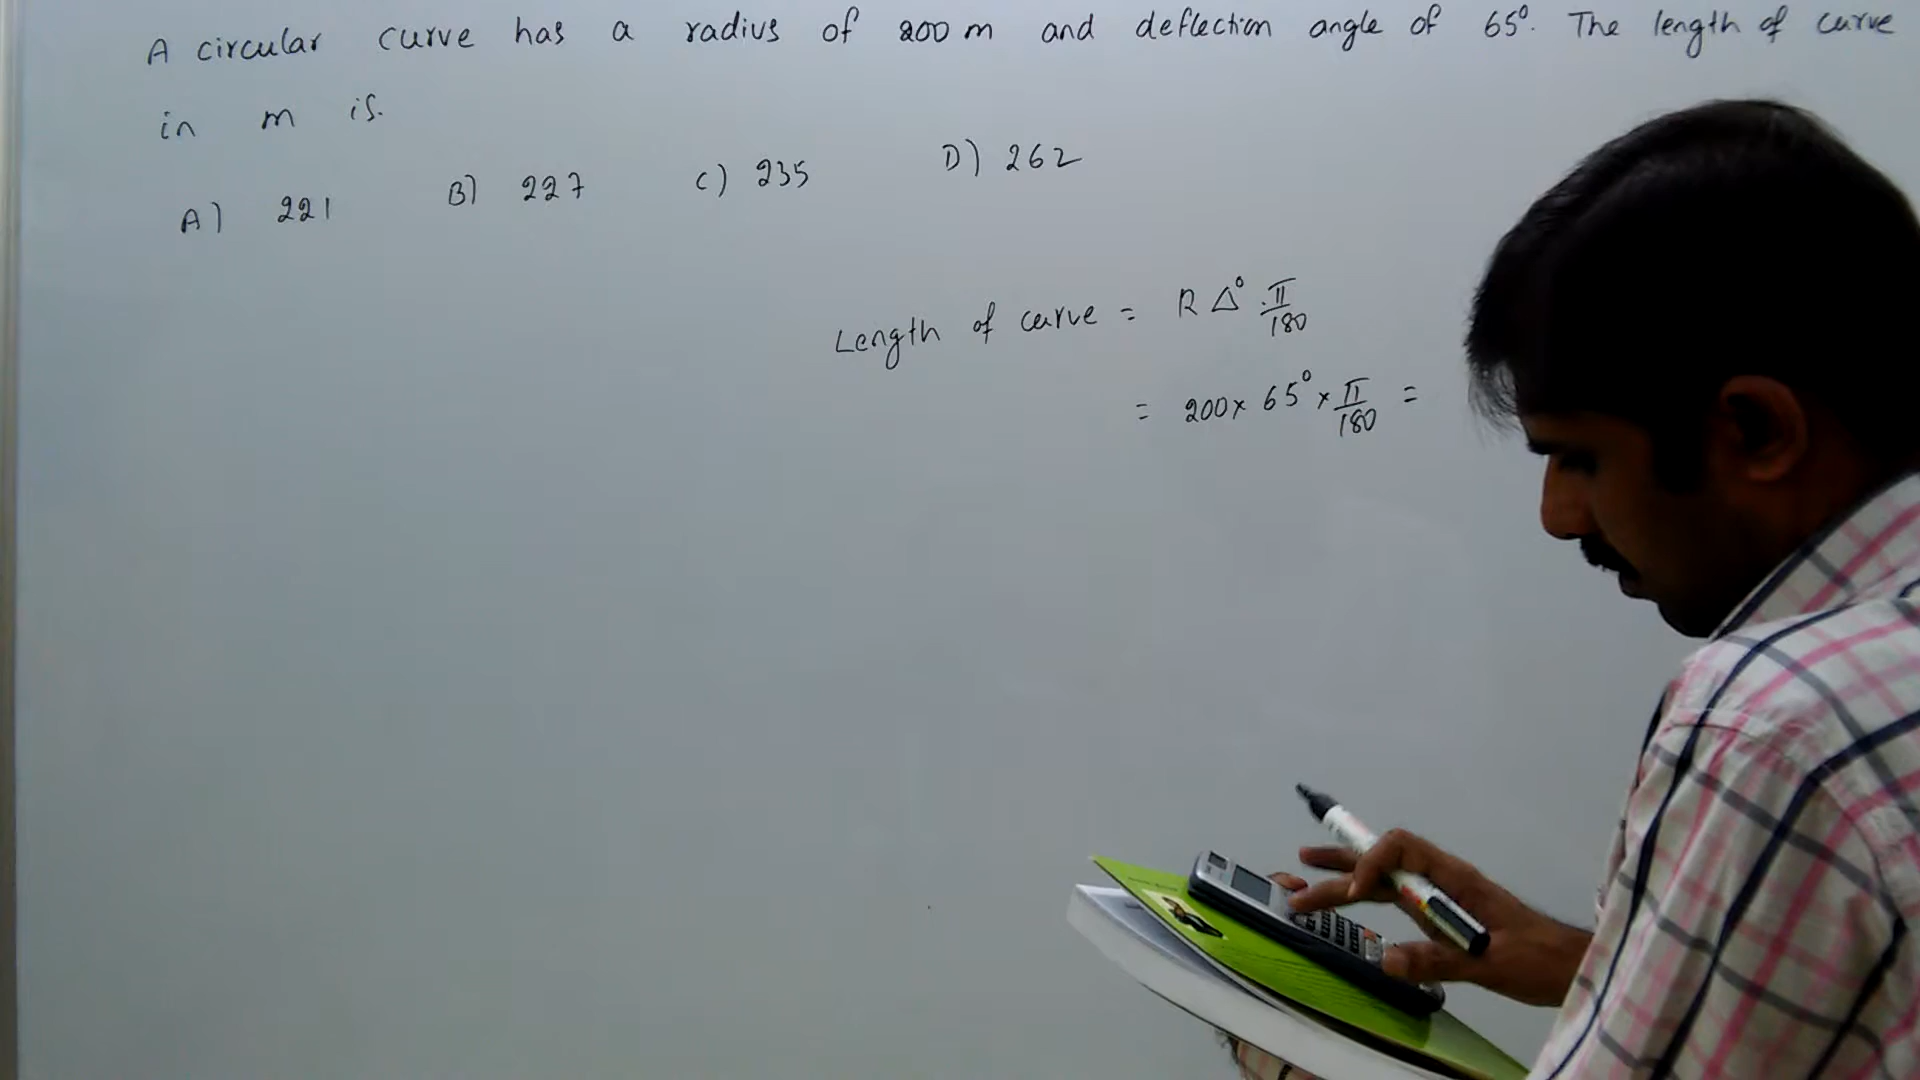 A circular curve has a radius of 200 m and deflection angle of 65°. The length of curve
in m is.
A) 221 B) 227 C) 235 D) 262
Length of curve = R Δ° . π/180
= 200 × 65° × π/180 =